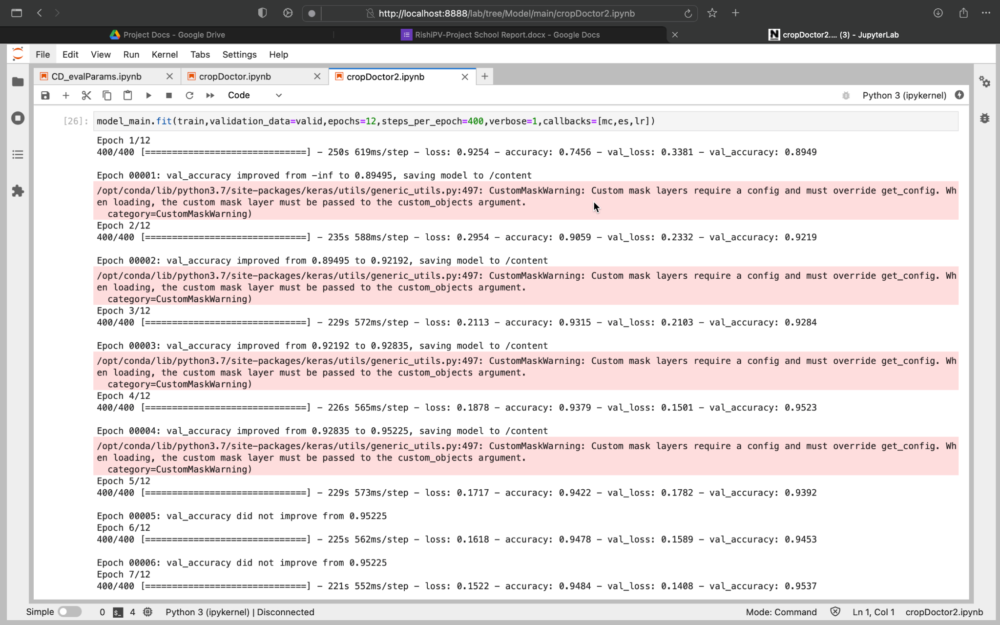 http://localhost:8888/lab/tree/Model/main/cropDoctor2.ipynb
Project Docs - Google Drive
RishiPV-Project School Report.docx - Google Docs
cropDoctor2.... (3) - JupyterLab
File Edit View Run Kernel Tabs Settings Help
CD_evalParams.ipynb
cropDoctor.ipynb
cropDoctor2.ipynb
Code
Python 3 (ipykernel)
[26]: model_main.fit(train,validation_data=valid,epochs=12,steps_per_epoch=400,verbose=1,callbacks=[mc,es,lr])
Epoch 1/12
400/400 [==============================] - 250s 619ms/step - loss: 0.9254 - accuracy: 0.7456 - val_loss: 0.3381 - val_accuracy: 0.8949
Epoch 00001: val_accuracy improved from -inf to 0.89495, saving model to /content
/opt/conda/lib/python3.7/site-packages/keras/utils/generic_utils.py:497: CustomMaskWarning: Custom mask layers require a config and must override get_config. Wh
en loading, the custom mask layer must be passed to the custom_objects argument.
category=CustomMaskWarning)
Epoch 2/12
400/400 [==============================] - 235s 588ms/step - loss: 0.2954 - accuracy: 0.9059 - val_loss: 0.2332 - val_accuracy: 0.9219
Epoch 00002: val_accuracy improved from 0.89495 to 0.92192, saving model to /content
/opt/conda/lib/python3.7/site-packages/keras/utils/generic_utils.py:497: CustomMaskWarning: Custom mask layers require a config and must override get_config. Wh
en loading, the custom mask layer must be passed to the custom_objects argument.
category=CustomMaskWarning)
Epoch 3/12
400/400 [==============================] - 229s 572ms/step - loss: 0.2113 - accuracy: 0.9315 - val_loss: 0.2103 - val_accuracy: 0.9284
Epoch 00003: val_accuracy improved from 0.92192 to 0.92835, saving model to /content
/opt/conda/lib/python3.7/site-packages/keras/utils/generic_utils.py:497: CustomMaskWarning: Custom mask layers require a config and must override get_config. Wh
en loading, the custom mask layer must be passed to the custom_objects argument.
category=CustomMaskWarning)
Epoch 4/12
400/400 [==============================] - 226s 565ms/step - loss: 0.1878 - accuracy: 0.9379 - val_loss: 0.1501 - val_accuracy: 0.9523
Epoch 00004: val_accuracy improved from 0.92835 to 0.95225, saving model to /content
/opt/conda/lib/python3.7/site-packages/keras/utils/generic_utils.py:497: CustomMaskWarning: Custom mask layers require a config and must override get_config. Wh
en loading, the custom mask layer must be passed to the custom_objects argument.
category=CustomMaskWarning)
Epoch 5/12
400/400 [==============================] - 229s 573ms/step - loss: 0.1717 - accuracy: 0.9422 - val_loss: 0.1782 - val_accuracy: 0.9392
Epoch 00005: val_accuracy did not improve from 0.95225
Epoch 6/12
400/400 [==============================] - 225s 562ms/step - loss: 0.1618 - accuracy: 0.9478 - val_loss: 0.1589 - val_accuracy: 0.9453
Epoch 00006: val_accuracy did not improve from 0.95225
Epoch 7/12
400/400 [==============================] - 221s 552ms/step - loss: 0.1522 - accuracy: 0.9484 - val_loss: 0.1408 - val_accuracy: 0.9537
Simple 0 $_ 4 Python 3 (ipykernel) | Disconnected Mode: Command Ln 1, Col 1 cropDoctor2.ipynb